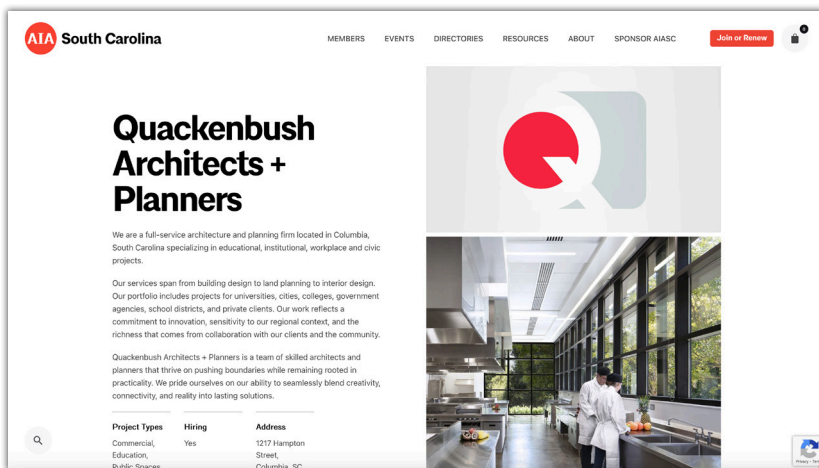 AIA South Carolina
MEMBERS EVENTS DIRECTORIES RESOURCES ABOUT SPONSOR AIASC Join or Renew 0
Quackenbush
Architects +
Planners
We are a full-service architecture and planning firm located in Columbia,
South Carolina specializing in educational, institutional, workplace and civic
projects.
Our services span from building design to land planning to interior design.
Our portfolio includes projects for universities, cities, colleges, government
agencies, school districts, and private clients. Our work reflects a
commitment to innovation, sensitivity to our regional context, and the
richness that comes from collaboration with our clients and the community.
Quackenbush Architects + Planners is a team of skilled architects and
planners that thrive on pushing boundaries while remaining rooted in
practicality. We pride ourselves on our ability to seamlessly blend creativity,
connectivity, and reality into lasting solutions.
Project Types Hiring Address
Commercial, Yes 1217 Hampton
Education, Street,
Public Spaces Columbia, SC
Q
Privacy